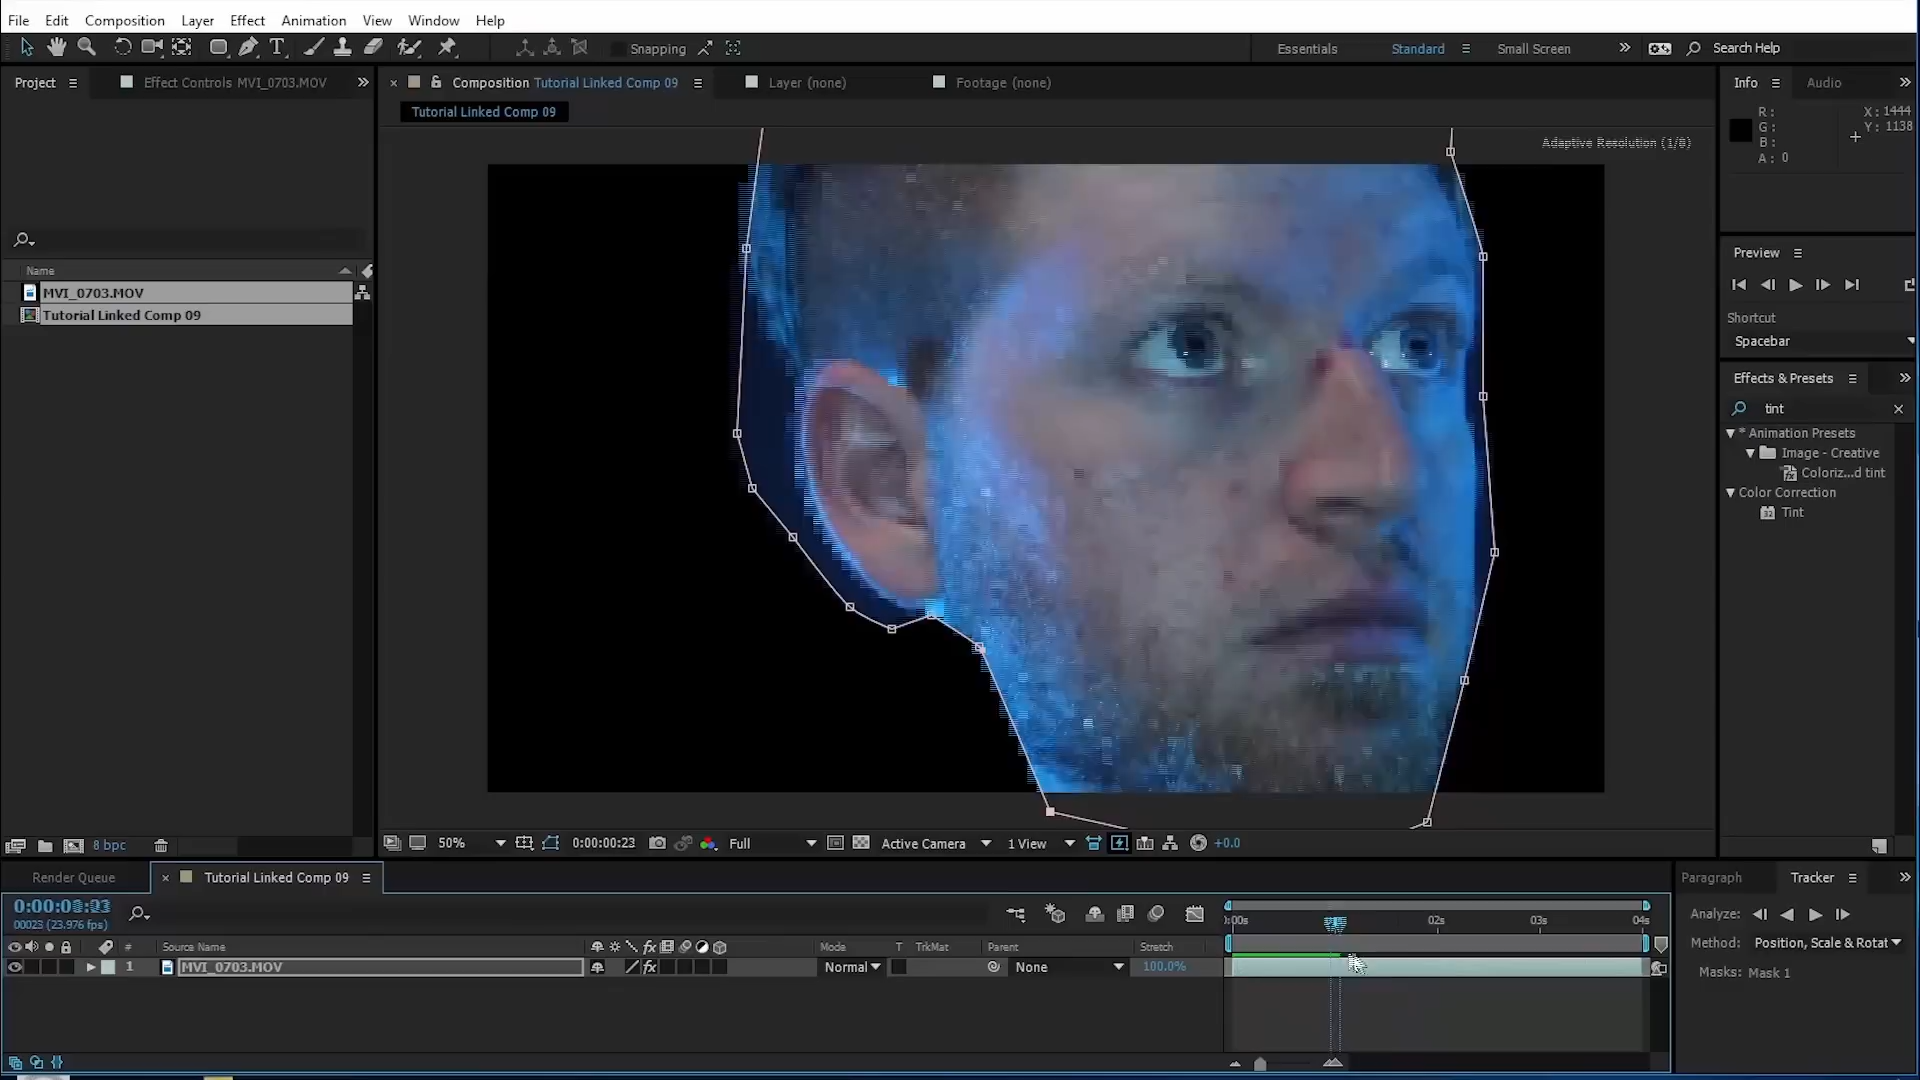 File Edit Composition Layer Effect Animation View Window Help
Snapping Essentials Standard Small Screen Search Help
Project Effect Controls MVI_0703.MOV Composition Tutorial Linked Comp 09 Layer (none) Footage (none) Info Audio
Tutorial Linked Comp 09
R: X: 1444
G: Y: 1138
B:
A: 0
Adaptive Resolution (1/8)
Preview
Shortcut
Spacebar
Name
MVI_0703.MOV
Tutorial Linked Comp 09
Effects & Presets
tint
* Animation Presets
Image - Creative
Coloriz...d tint
Color Correction
32 Tint
8 bpc 50% 0:00:00:23 Full Active Camera 1 View +0.0
Render Queue Tutorial Linked Comp 09 Paragraph Tracker
0:00:00:23
00023 (23.976 fps) 02s 03s 04s Analyze:
# Source Name fx Mode T TrkMat Parent Stretch Method: Position, Scale & Rotat
1 MVI_0703.MOV fx Normal None 100.0% Masks: Mask 1